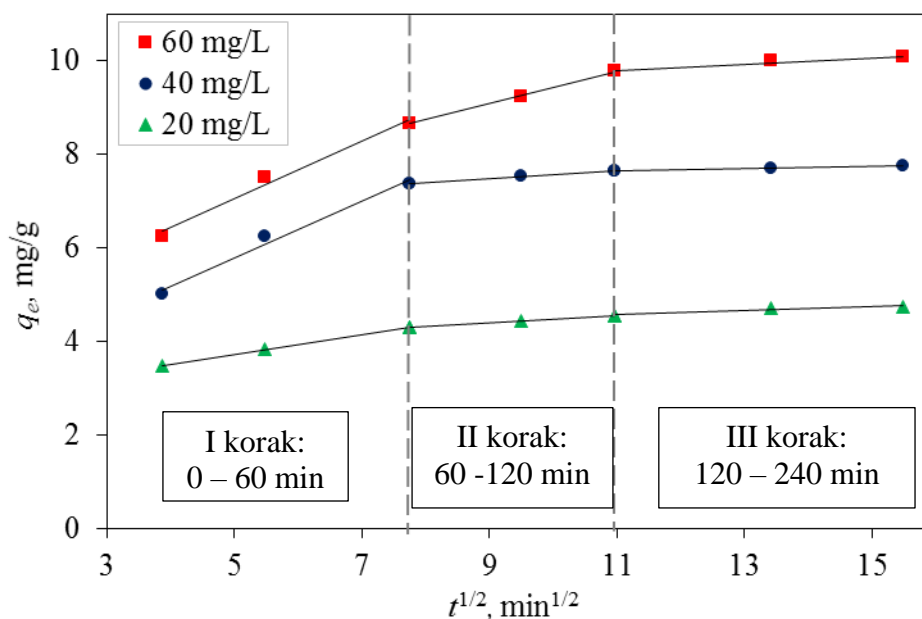 60 mg/L
40 mg/L
20 mg/L
10
8
6
4
2
0
qe, mg/g
I korak:
0 – 60 min
II korak:
60 -120 min
III korak:
120 – 240 min
3 5 7 9 11 13 15
t1/2, min1/2